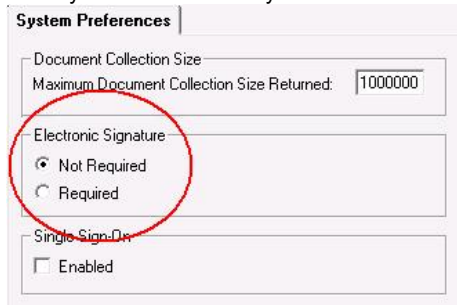 System Preferences
Document Collection Size
Maximum Document Collection Size Returned: 1000000
Electronic Signature
Not Required
Required
Single Sign-On
Enabled